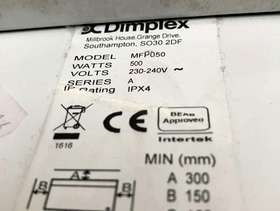 Dimplex
Millbrook House, Grange Drive,
Southampton, SO30 2DF
MODEL MFP050
WATTS 500
VOLTS 230-240V ~
SERIES A
IP Rating IPX4
BEAB
Approved
CE
Intertek
1616
MIN (mm)
A 300
B 150
A
B B